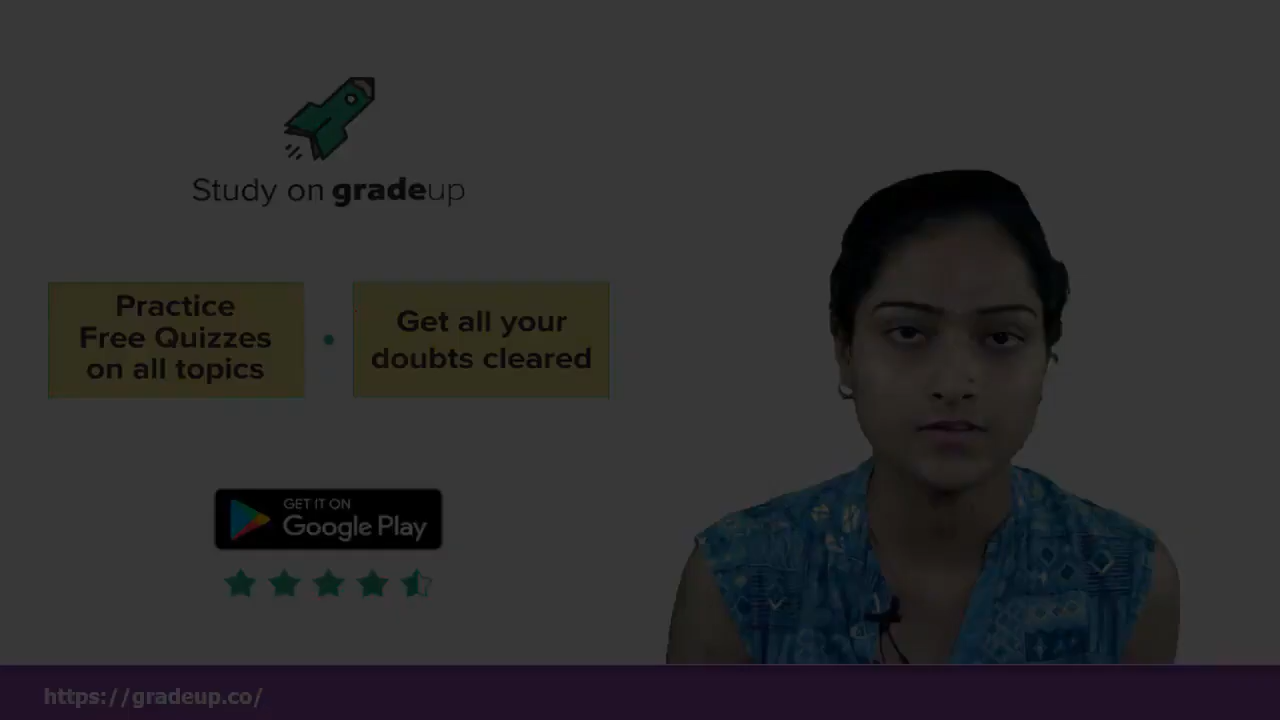 Study on gradeup
Practice
Free Quizzes
on all topics
Get all your
doubts cleared
GET IT ON
Google Play
https://gradeup.co/